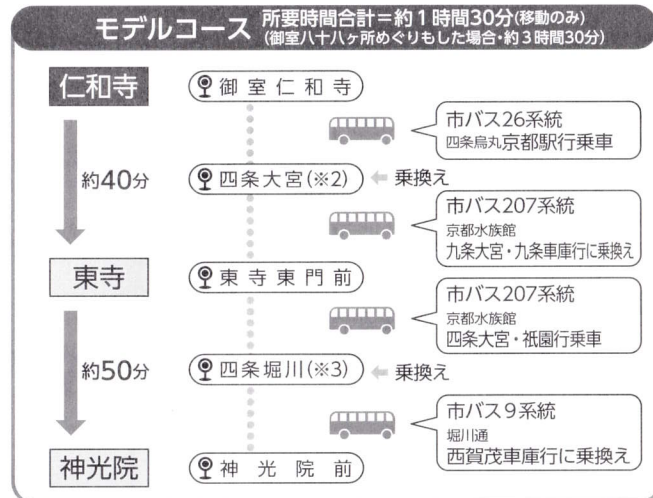 モデルコース 所要時間合計=約1時間30分(移動のみ)
(御室八十八ヶ所めぐりもした場合・約3時間30分)
仁和寺
御室仁和寺
市バス26系統
四条烏丸京都駅行乗車
約40分
四条大宮(※2)
乗換え
市バス207系統
京都水族館
九条大宮・九条車庫行に乗換え
東寺
東寺東門前
市バス207系統
京都水族館
四条大宮・祇園行乗車
約50分
四条堀川(※3)
乗換え
市バス9系統
堀川通
西賀茂車庫行に乗換え
神光院
神光院前